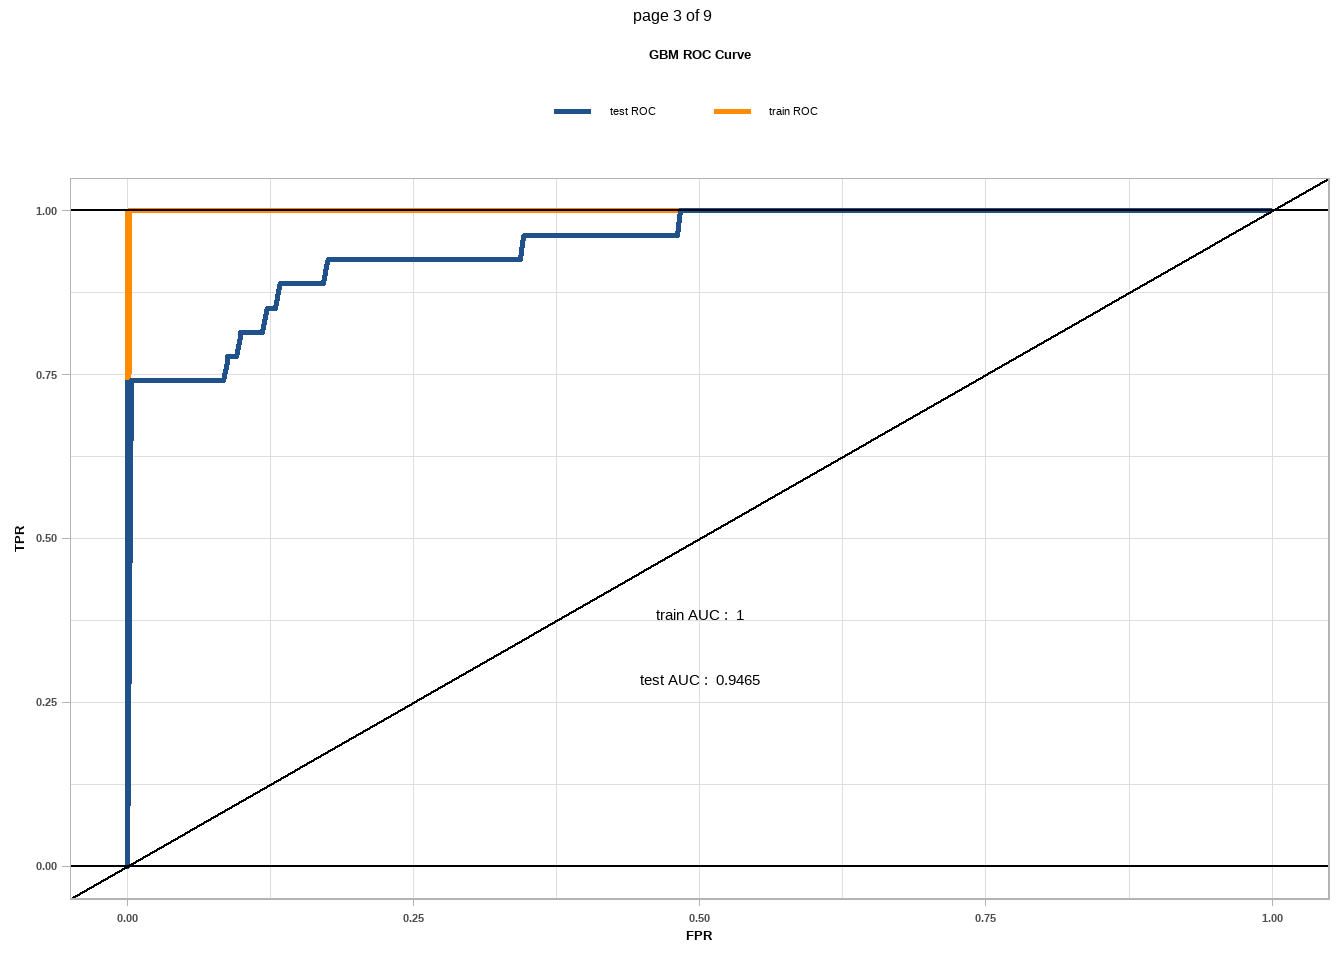 page 3 of 9
GBM ROC Curve
test ROC train ROC
1.00
0.75
0.50
0.25
0.00
TPR
train AUC : 1
test AUC : 0.9465
0.00 0.25 0.50 0.75 1.00
FPR